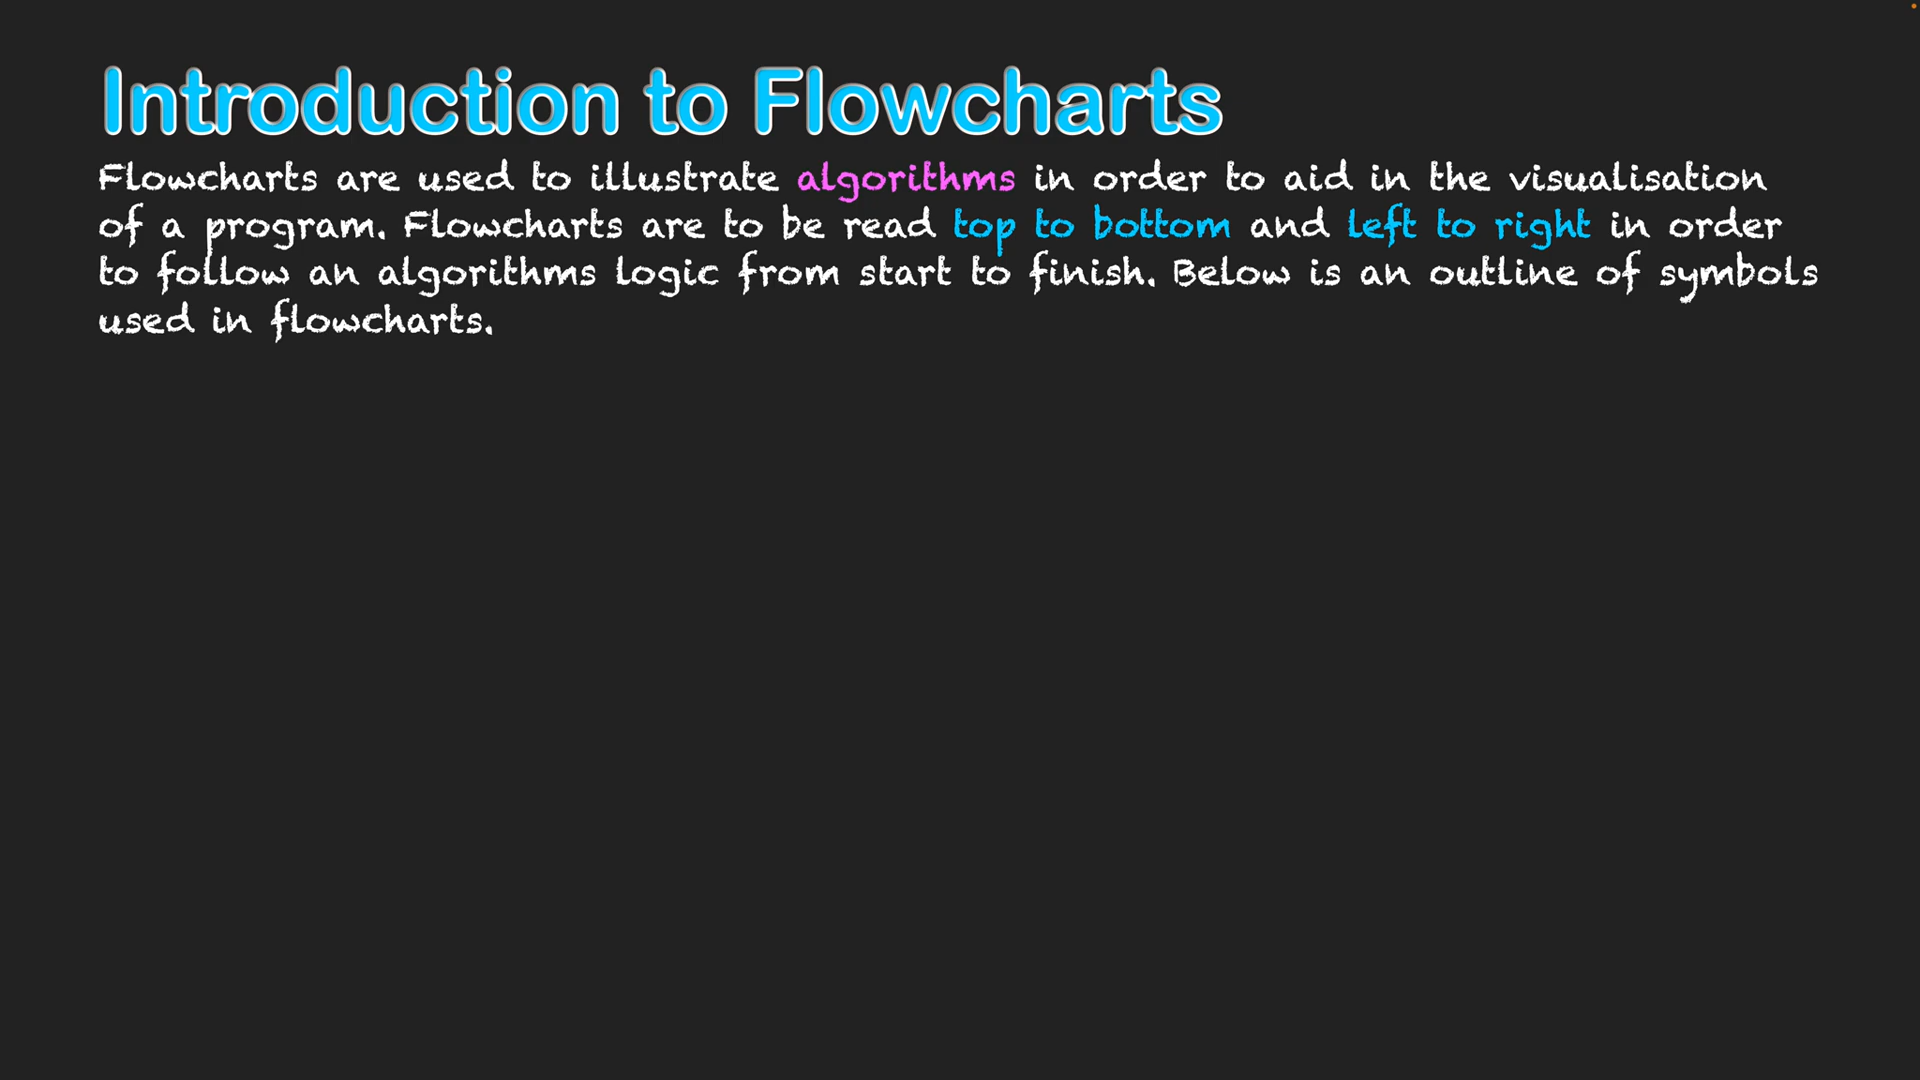 Introduction to Flowcharts
Flowcharts are used to illustrate algorithms in order to aid in the visualisation
of a program. Flowcharts are to be read top to bottom and left to right in order
to follow an algorithms logic from start to finish. Below is an outline of symbols
used in flowcharts.